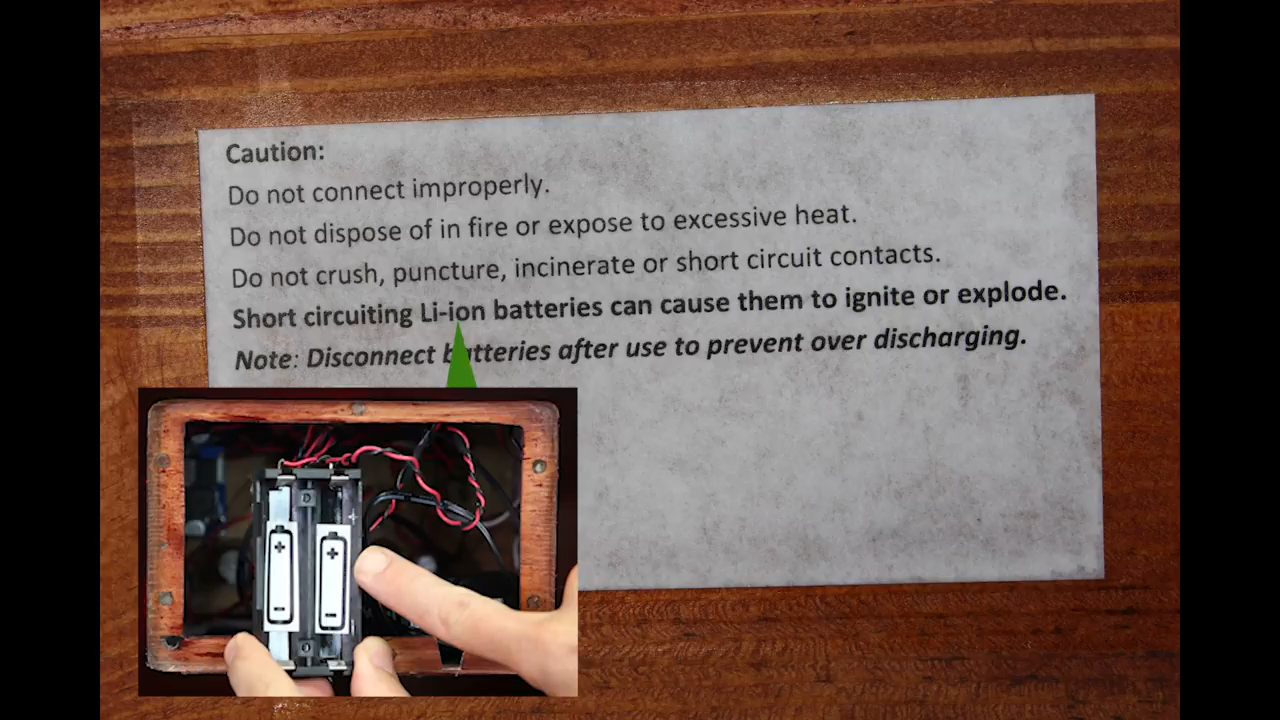 Caution:
Do not connect improperly.
Do not dispose of in fire or expose to excessive heat.
Do not crush, puncture, incinerate or short circuit contacts.
Short circuiting Li-ion batteries can cause them to ignite or explode.
Note: Disconnect batteries after use to prevent over discharging.
+
+ +
- -